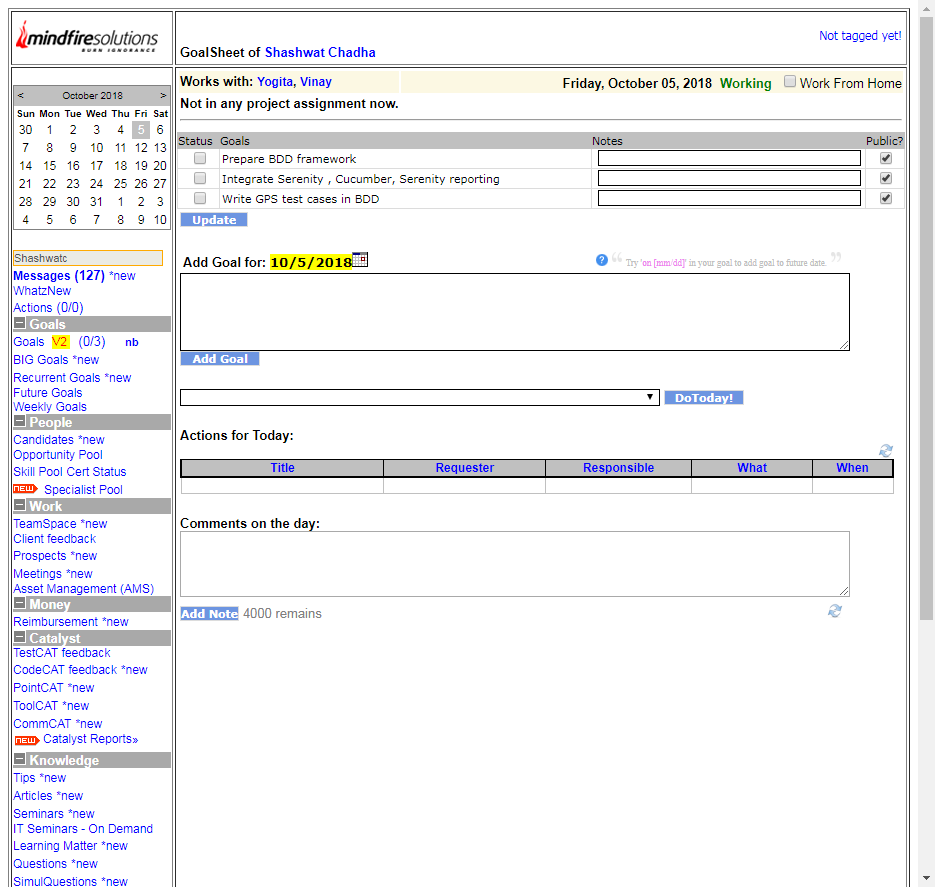 mindfiresolutions
BURN IGNORANCE
GoalSheet of Shashwat Chadha
Not tagged yet!
< October 2018 >
Sun Mon Tue Wed Thu Fri Sat
30 1 2 3 4 5 6
7 8 9 10 11 12 13
14 15 16 17 18 19 20
21 22 23 24 25 26 27
28 29 30 31 1 2 3
4 5 6 7 8 9 10
Shashwatc
Messages (127) *new
WhatzNew
Actions (0/0)
Goals
Goals V2 (0/3) nb
BIG Goals *new
Recurrent Goals *new
Future Goals
Weekly Goals
People
Candidates *new
Opportunity Pool
Skill Pool Cert Status
NEW Specialist Pool
Work
TeamSpace *new
Client feedback
Prospects *new
Meetings *new
Asset Management (AMS)
Money
Reimbursement *new
Catalyst
TestCAT feedback
CodeCAT feedback *new
PointCAT *new
ToolCAT *new
CommCAT *new
NEW Catalyst Reports»
Knowledge
Tips *new
Articles *new
Seminars *new
IT Seminars - On Demand
Learning Matter *new
Questions *new
SimulQuestions *new
Works with: Yogita, Vinay
Friday, October 05, 2018 Working Work From Home
Not in any project assignment now.
Status Goals Notes Public?
Prepare BDD framework
Integrate Serenity , Cucumber, Serenity reporting
Write GPS test cases in BDD
Update
Add Goal for: 10/5/2018
? “ Try 'on [mm/dd]' in your goal to add goal to future date. ”
Add Goal
DoToday!
Actions for Today:
Title Requester Responsible What When
Comments on the day:
Add Note 4000 remains